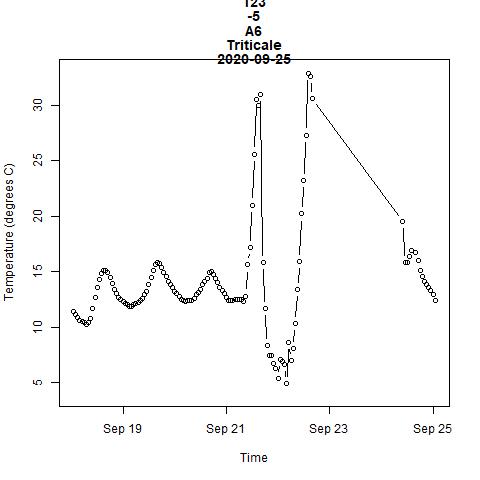 123
-5
A6
Triticale
2020-09-25
Temperature (degrees C)
30
25
20
15
10
5
Sep 19
Sep 21
Sep 23
Sep 25
Time